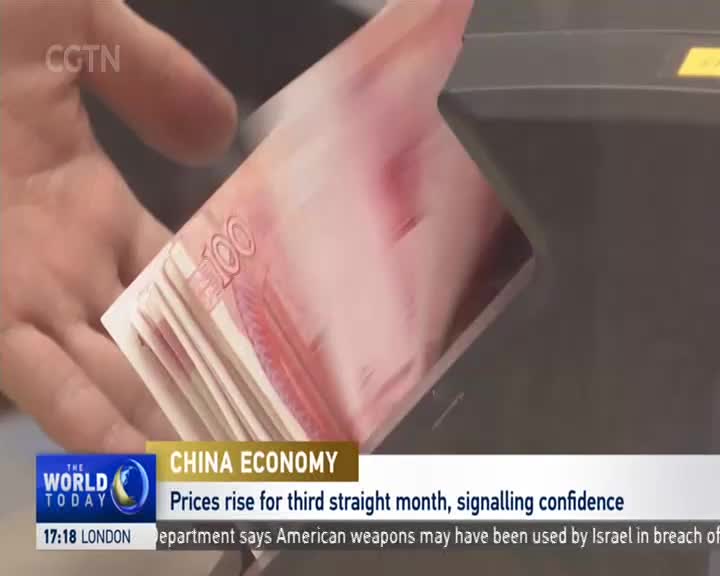 CGTN
100
CHINA ECONOMY
THE
WORLD
TODAY
Prices rise for third straight month, signalling confidence
17:18 LONDON
Department says American weapons may have been used by Israel in breach of